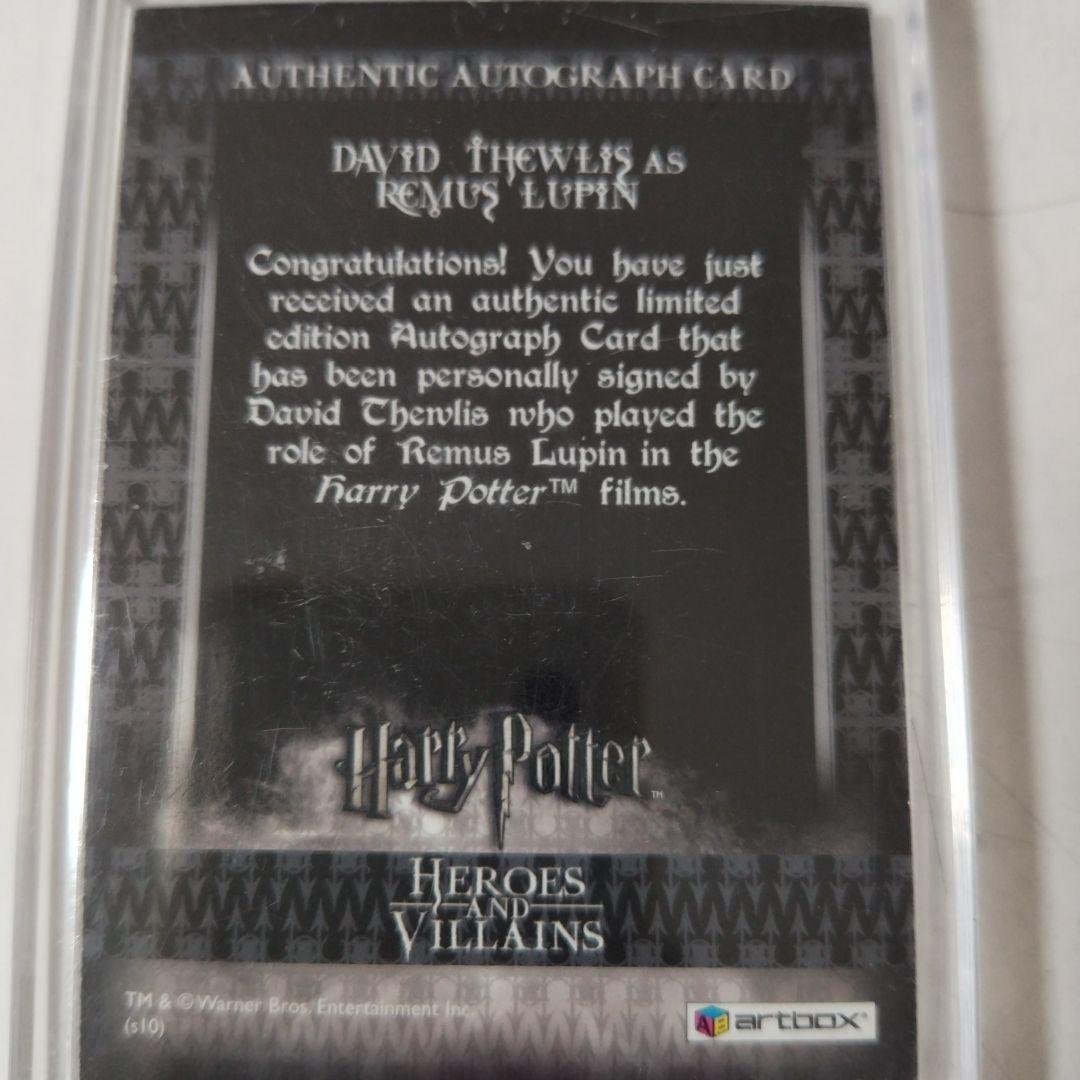 AUTHENTIC AUTOGRAPH CARD
DAVID THEWLIS AS
REMUS LUPIN
Congratulations! You have just
received an authentic limited
edition Autograph Card that
has been personally signed by
David Thewlis who played the
role of Remus Lupin in the
Harry Potter™ films.
Harry Potter™
HEROES
AND
VILLAINS
TM & © Warner Bros. Entertainment Inc.
(s10)
AB artbox®